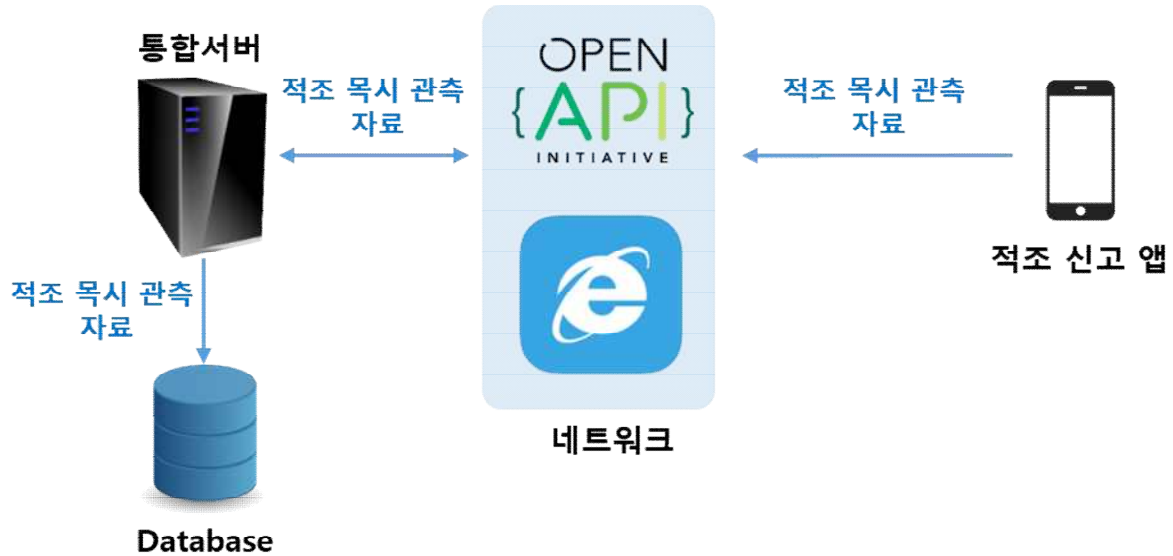 통합서버
적조 목시 관측
자료
OPEN
{API}
INITIATIVE
적조 목시 관측
자료
적조 신고 앱
적조 목시 관측
자료
네트워크
Database